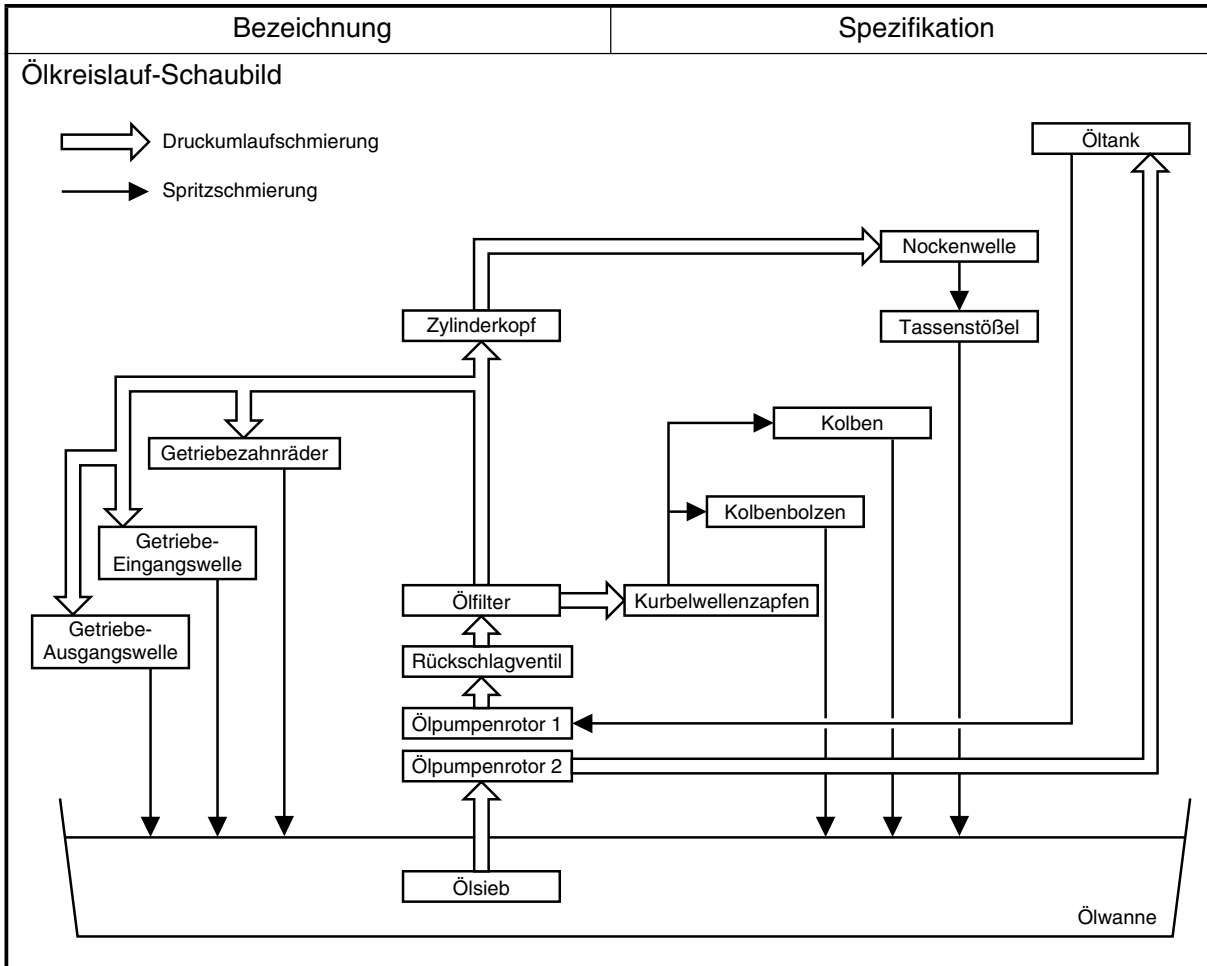 Bezeichnung
Spezifikation
Ölkreislauf-Schaubild
Druckumlaufschmierung
Spritzschmierung
Öltank
Nockenwelle
Zylinderkopf
Tassenstößel
Kolben
Getriebezahnräder
Kolbenbolzen
Getriebe-
Eingangswelle
Ölfilter
Kurbelwellenzapfen
Getriebe-
Ausgangswelle
Rückschlagventil
Ölpumpenrotor 1
Ölpumpenrotor 2
Ölsieb
Ölwanne